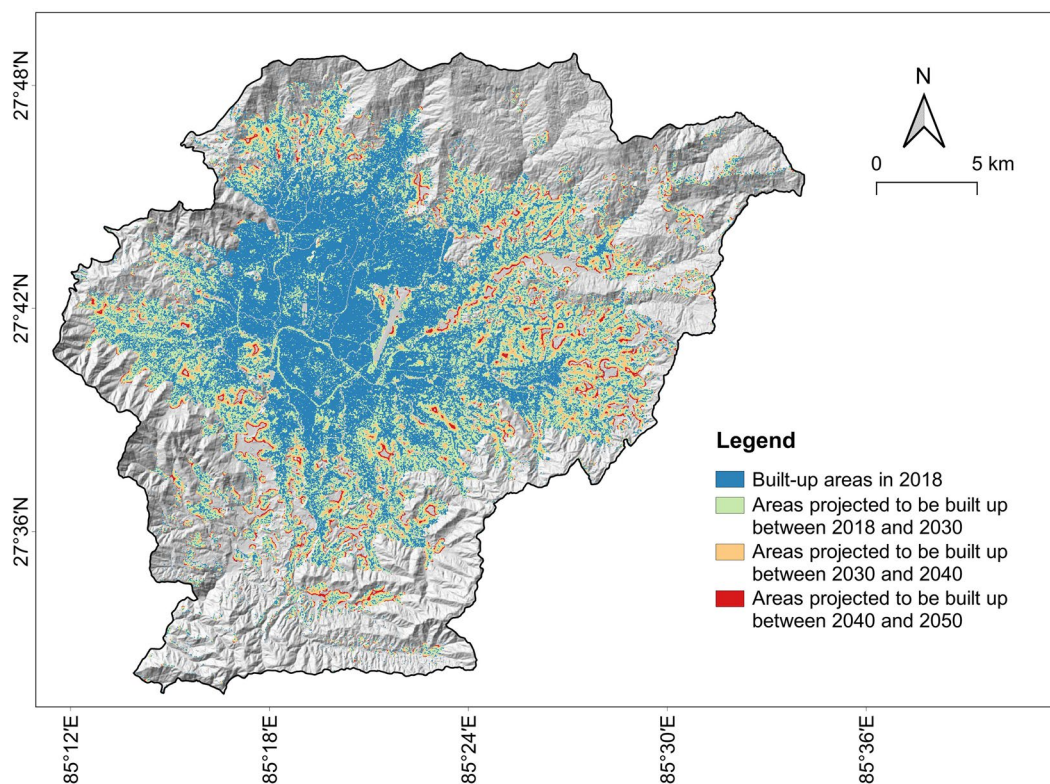 27°48'N
27°42'N
27°36'N
N
0 5 km
Legend
Built-up areas in 2018
Areas projected to be built up
between 2018 and 2030
Areas projected to be built up
between 2030 and 2040
Areas projected to be built up
between 2040 and 2050
85°12'E 85°18'E 85°24'E 85°30'E 85°36'E